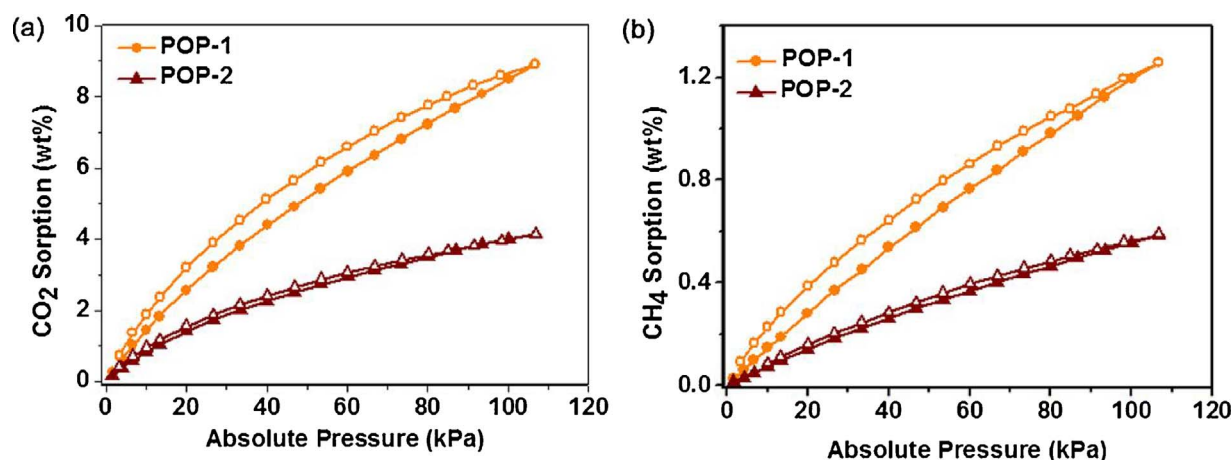 (a)
POP-1
POP-2
CO2 Sorption (wt%)
10
8
6
4
2
0
0 20 40 60 80 100 120
Absolute Pressure (kPa)
(b)
POP-1
POP-2
CH4 Sorption (wt%)
1.2
0.8
0.4
0.0
0 20 40 60 80 100 120
Absolute Pressure (kPa)